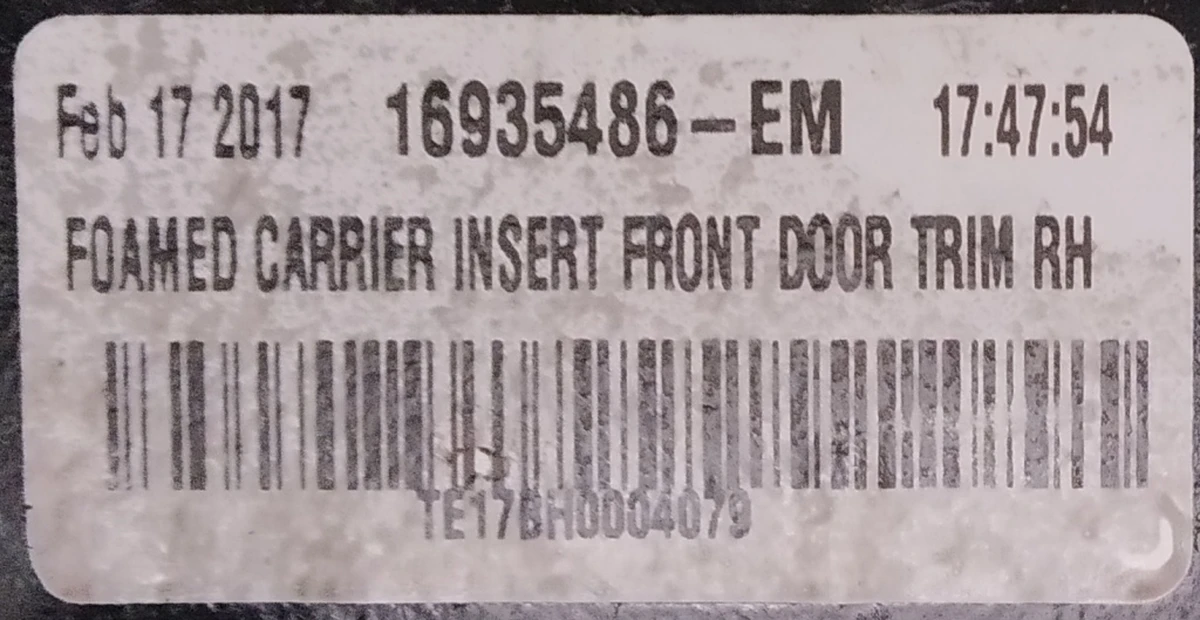 Feb 17 2017 16935486-EM 17:47:54
FOAMED CARRIER INSERT FRONT DOOR TRIM RH
TE17BH0004079